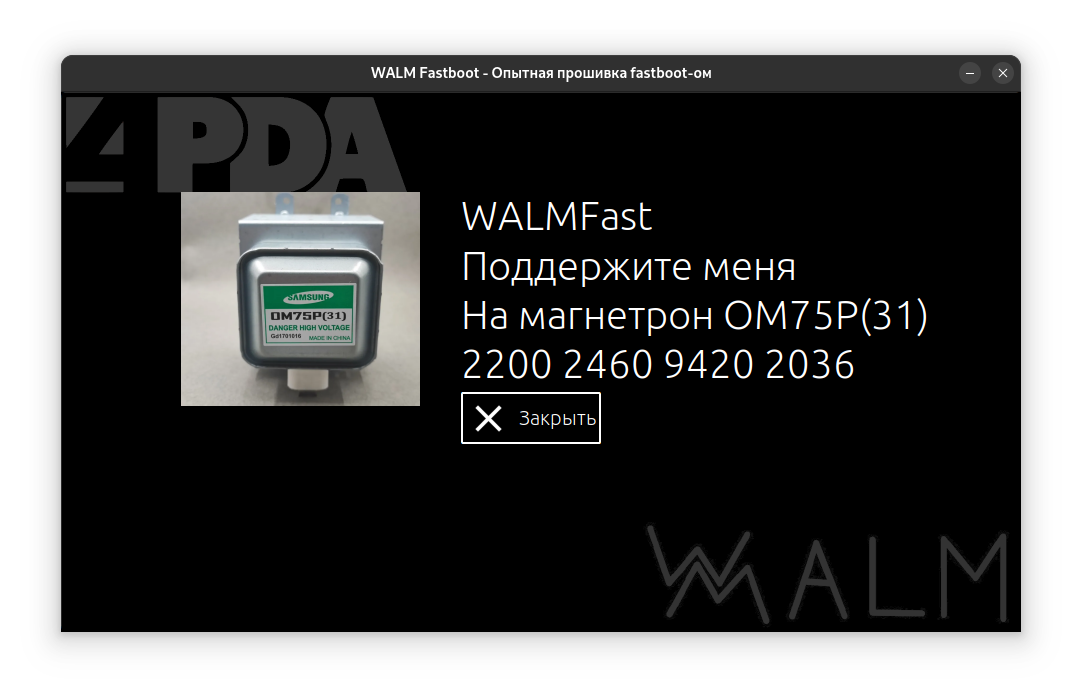 WALM Fastboot - Опытная прошивка fastboot-ом
4PDA
SAMSUNG
OM75P(31)
DANGER HIGH VOLTAGE
Gd1701016
MADE IN CHINA
WALMFast
Поддержите меня
На магнетрон OM75P(31)
2200 2460 9420 2036
Закрыть
WALM